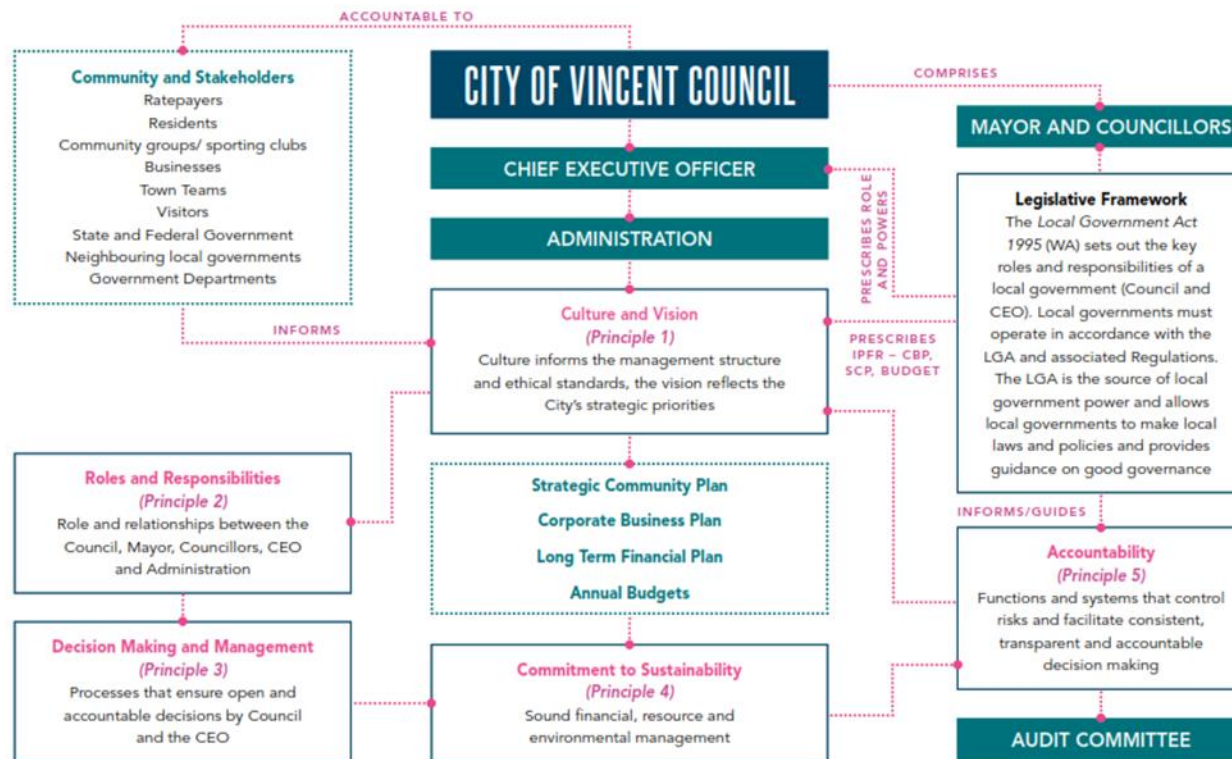 ACCOUNTABLE TO
Community and Stakeholders
Ratepayers
Residents
Community groups/ sporting clubs
Businesses
Town Teams
Visitors
State and Federal Government
Neighbouring local governments
Government Departments
CITY OF VINCENT COUNCIL
COMPRISES
MAYOR AND COUNCILLORS
CHIEF EXECUTIVE OFFICER
ADMINISTRATION
PRESCRIBES ROLE
AND POWERS
Legislative Framework
The Local Government Act
1995 (WA) sets out the key
roles and responsibilities of a
local government (Council and
CEO). Local governments must
operate in accordance with the
LGA and associated Regulations.
The LGA is the source of local
government power and allows
local governments to make local
laws and policies and provides
guidance on good governance
INFORMS
Culture and Vision
(Principle 1)
Culture informs the management structure
and ethical standards, the vision reflects the
City's strategic priorities
PRESCRIBES
IPFR – CBP,
SCP, BUDGET
Roles and Responsibilities
(Principle 2)
Role and relationships between the
Council, Mayor, Councillors, CEO
and Administration
Strategic Community Plan
Corporate Business Plan
Long Term Financial Plan
Annual Budgets
INFORMS/GUIDES
Accountability
(Principle 5)
Functions and systems that control
risks and facilitate consistent,
transparent and accountable
decision making
Decision Making and Management
(Principle 3)
Processes that ensure open and
accountable decisions by Council
and the CEO
Commitment to Sustainability
(Principle 4)
Sound financial, resource and
environmental management
AUDIT COMMITTEE